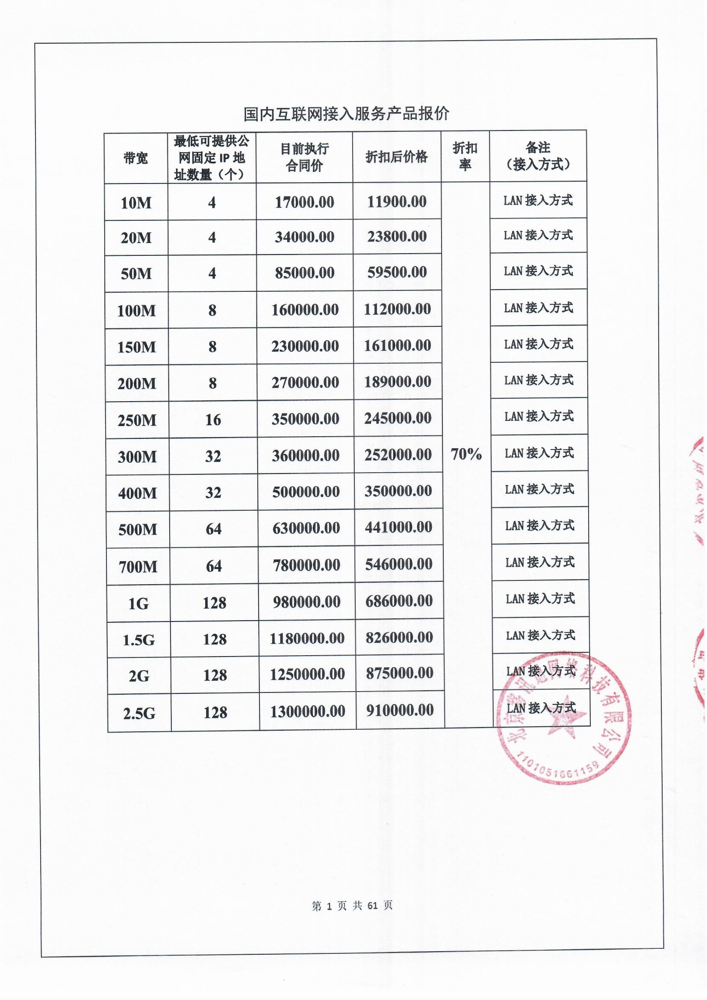 国内互联网接入服务产品报价
带宽 最低可提供公网固定 IP 地址数量（个） 目前执行合同价 折扣后价格 折扣率 备注（接入方式）
10M 4 17000.00 11900.00 LAN 接入方式
20M 4 34000.00 23800.00 LAN 接入方式
50M 4 85000.00 59500.00 LAN 接入方式
100M 8 160000.00 112000.00 LAN 接入方式
150M 8 230000.00 161000.00 LAN 接入方式
200M 8 270000.00 189000.00 LAN 接入方式
250M 16 350000.00 245000.00 LAN 接入方式
300M 32 360000.00 252000.00 70% LAN 接入方式
400M 32 500000.00 350000.00 LAN 接入方式
500M 64 630000.00 441000.00 LAN 接入方式
700M 64 780000.00 546000.00 LAN 接入方式
1G 128 980000.00 686000.00 LAN 接入方式
1.5G 128 1180000.00 826000.00 LAN 接入方式
2G 128 1250000.00 875000.00 LAN 接入方式
2.5G 128 1300000.00 910000.00 LAN 接入方式
北京 讯通网络科技有限公司
1101051661159
第 1 页 共 61 页